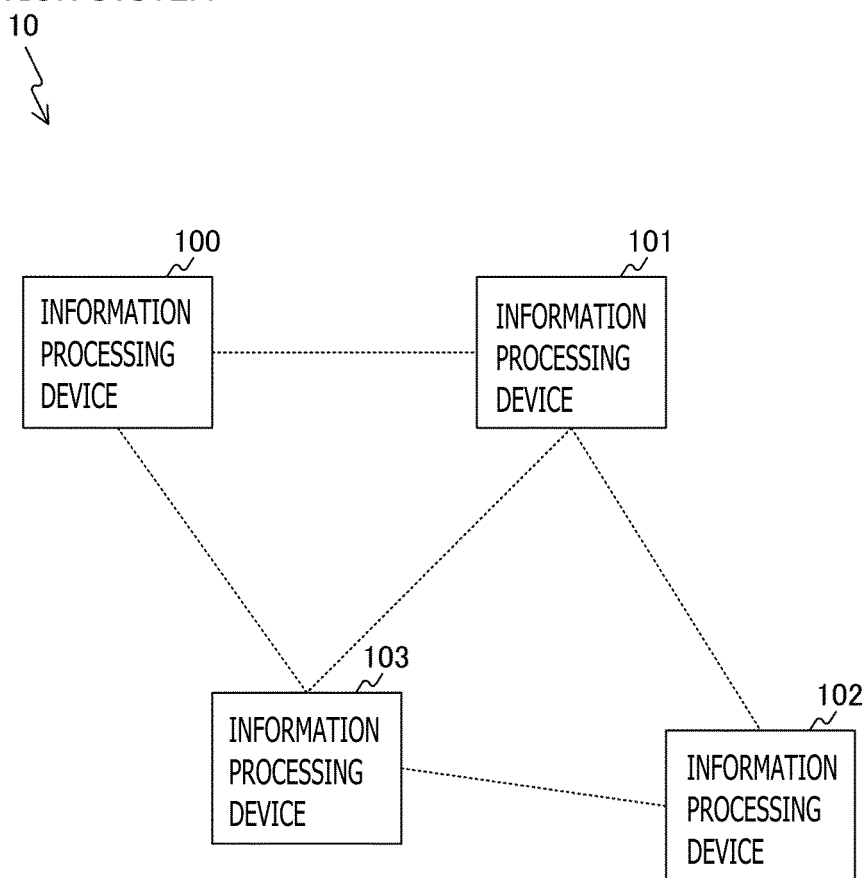 10
100
101
INFORMATION
PROCESSING
DEVICE
INFORMATION
PROCESSING
DEVICE
103
102
INFORMATION
PROCESSING
DEVICE
INFORMATION
PROCESSING
DEVICE